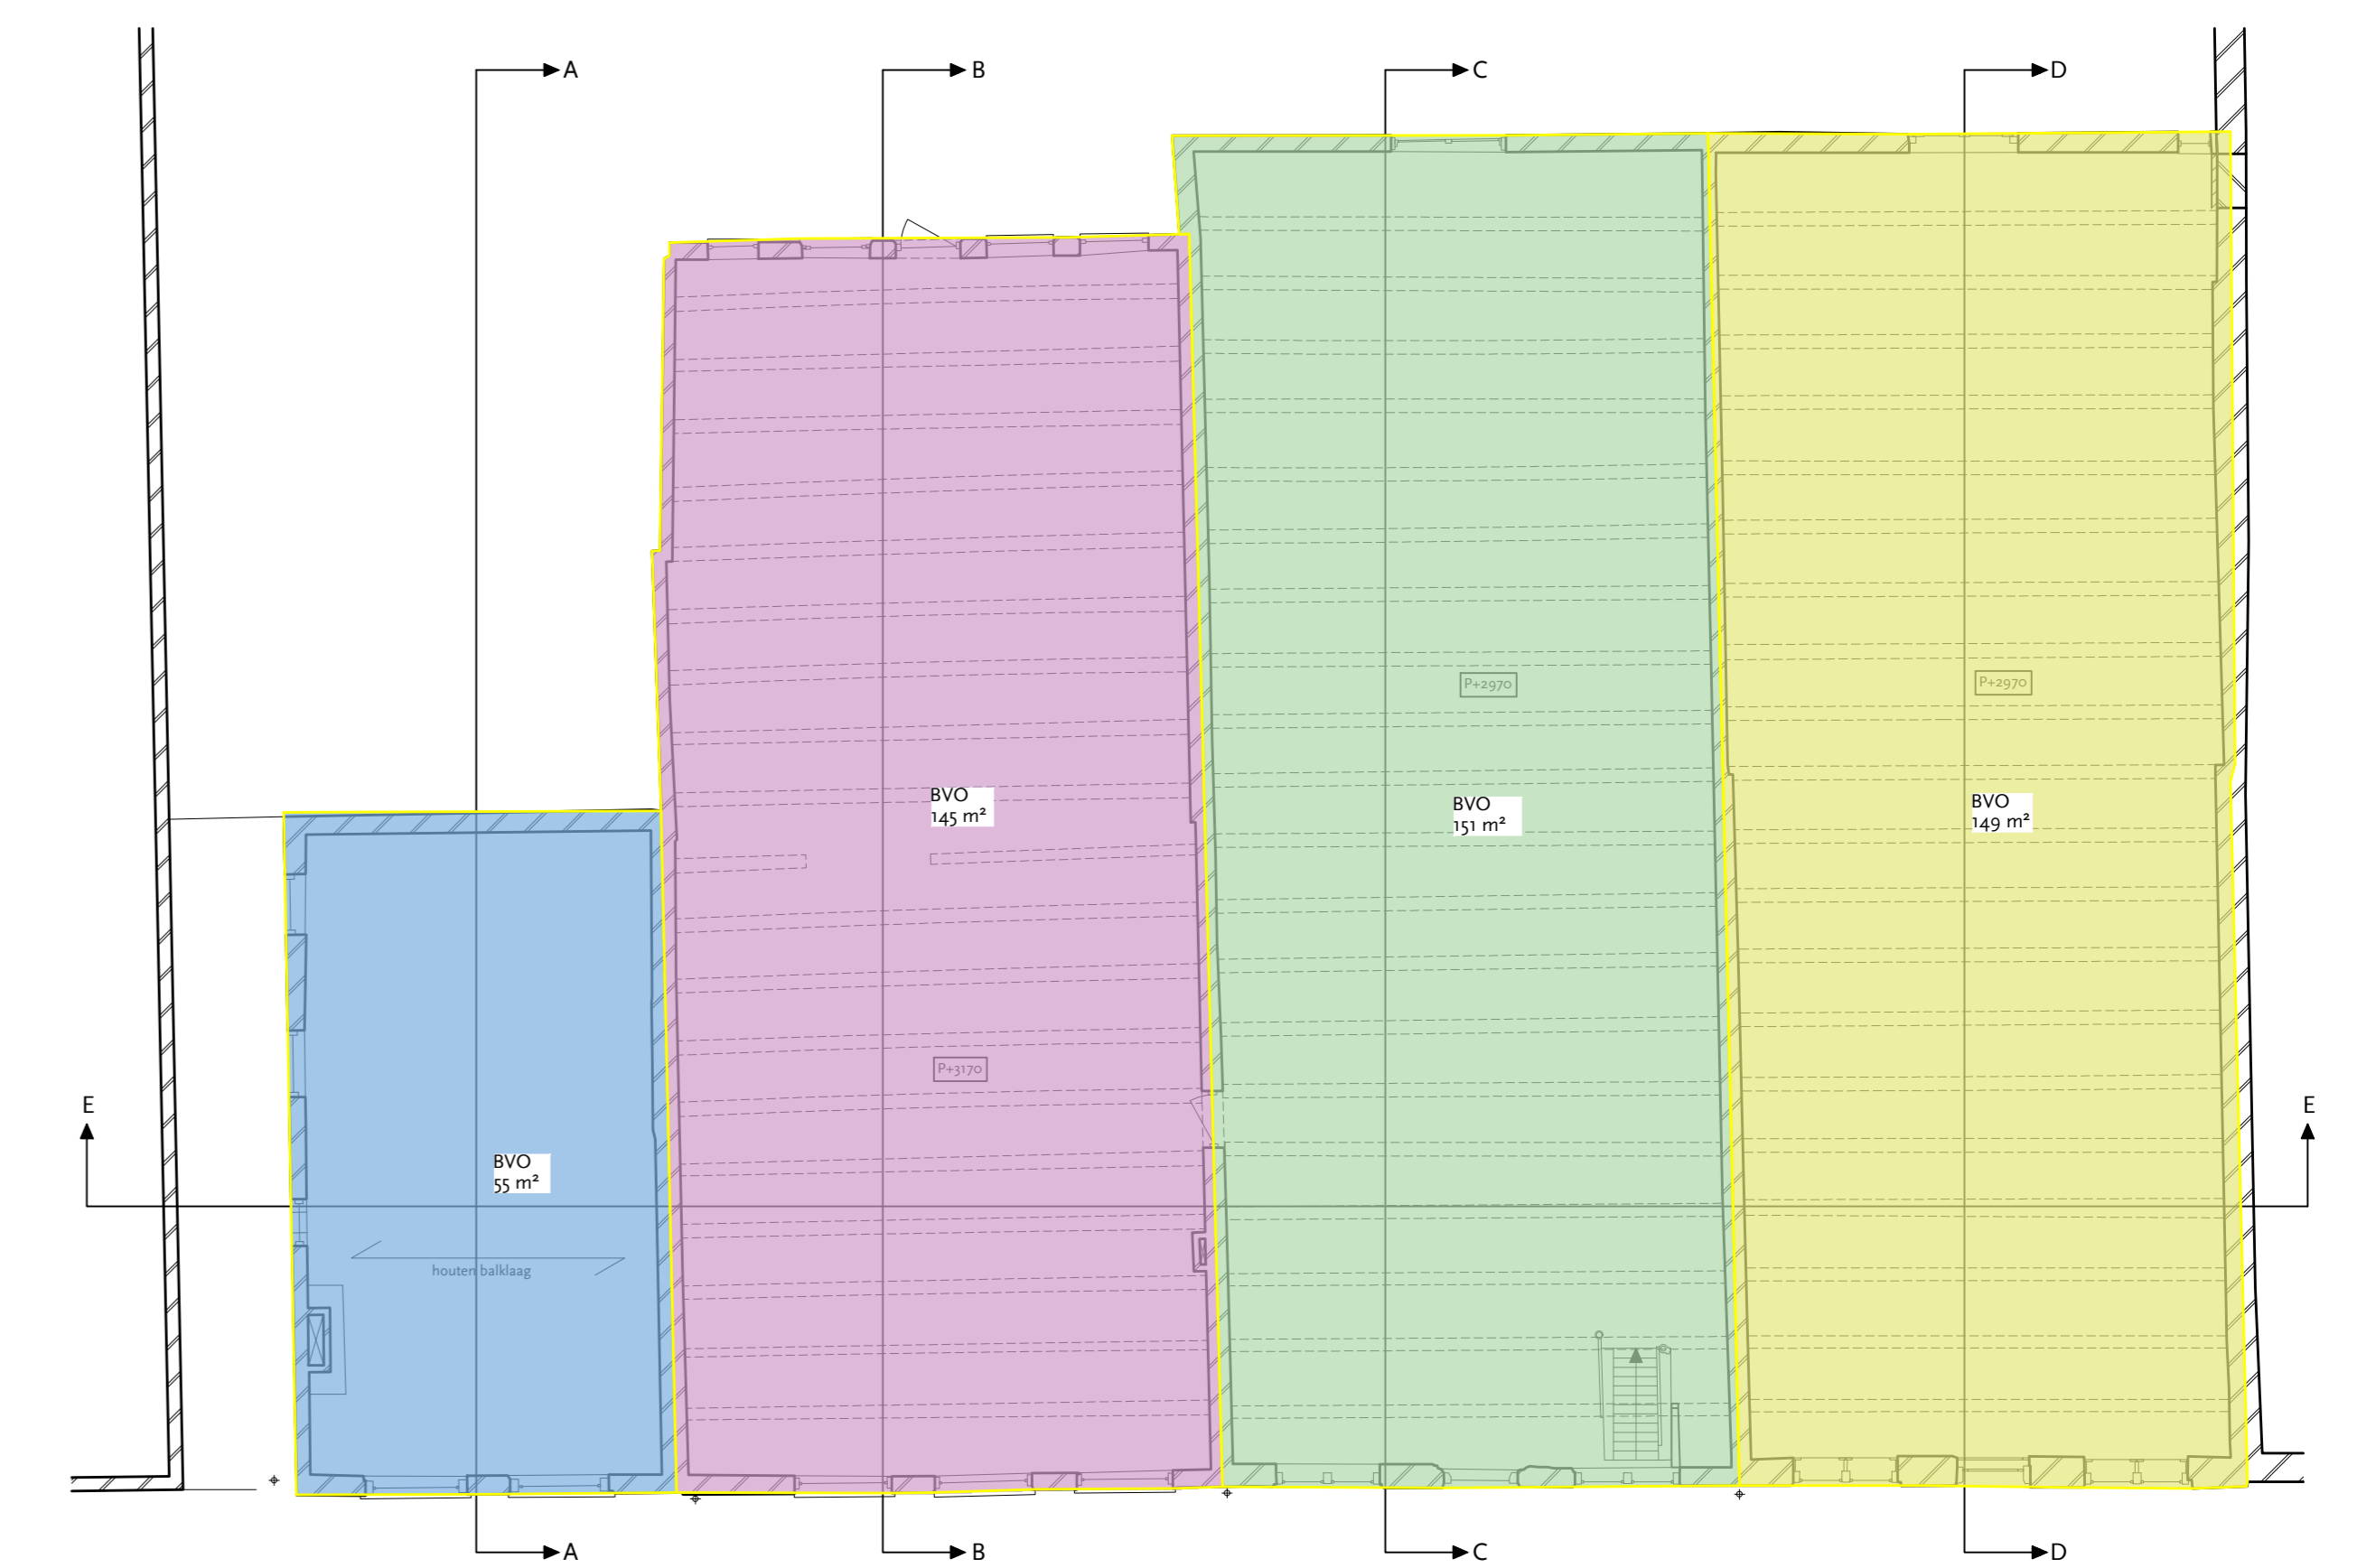 A
B
C
D
P+2970
P+2970
BVO
145 m²
BVO
151 m²
BVO
149 m²
P+3170
E
E
BVO
55 m²
houten balklaag
A
B
C
D